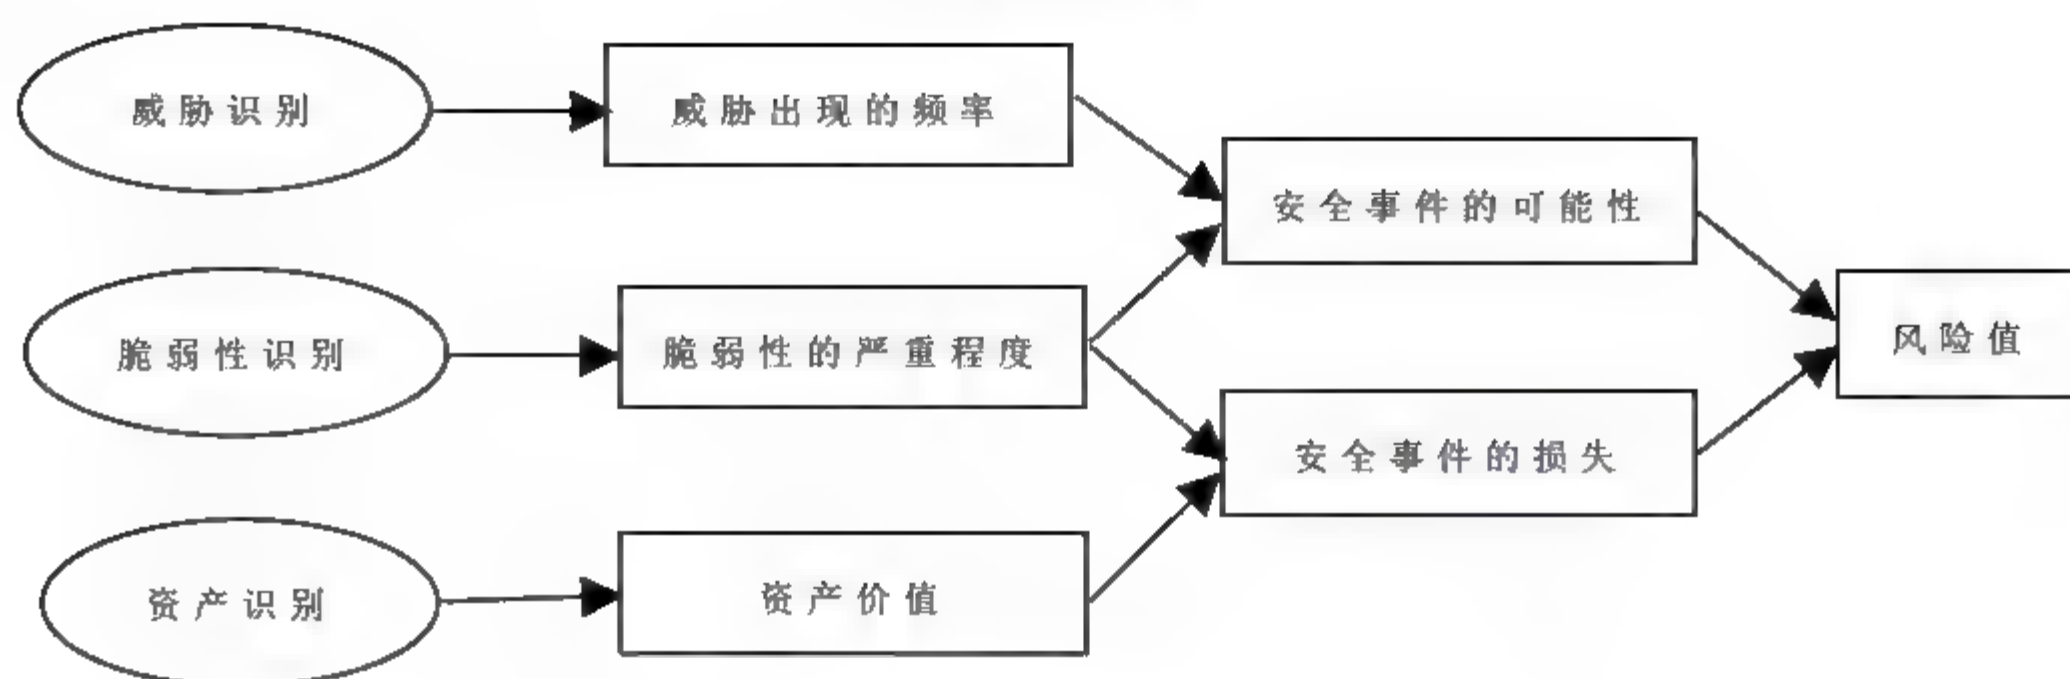 威胁识别
威胁出现的频率
安全事件的可能性
脆弱性识别
脆弱性的严重程度
风险值
安全事件的损失
资产识别
资产价值